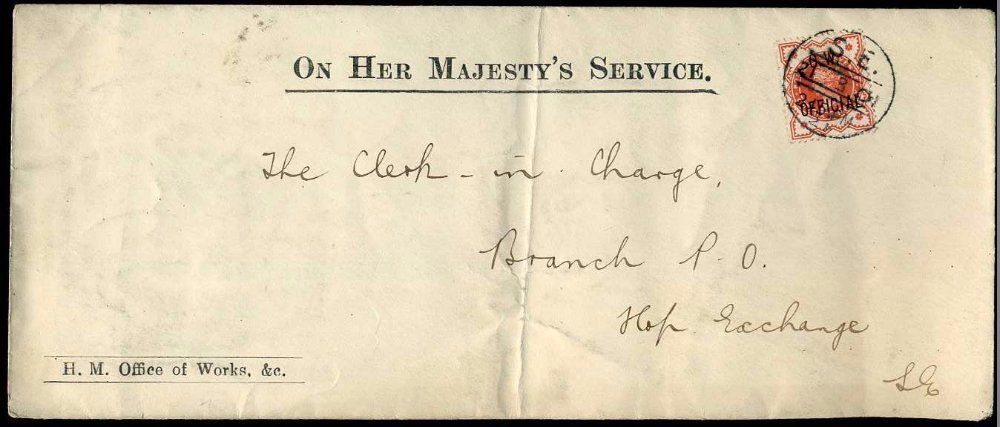 ON HER MAJESTY'S SERVICE.
OFFICIAL
The Clerk - in Charge,
Branch P. O.
Hop Exchange
S E
H. M. Office of Works, &c.